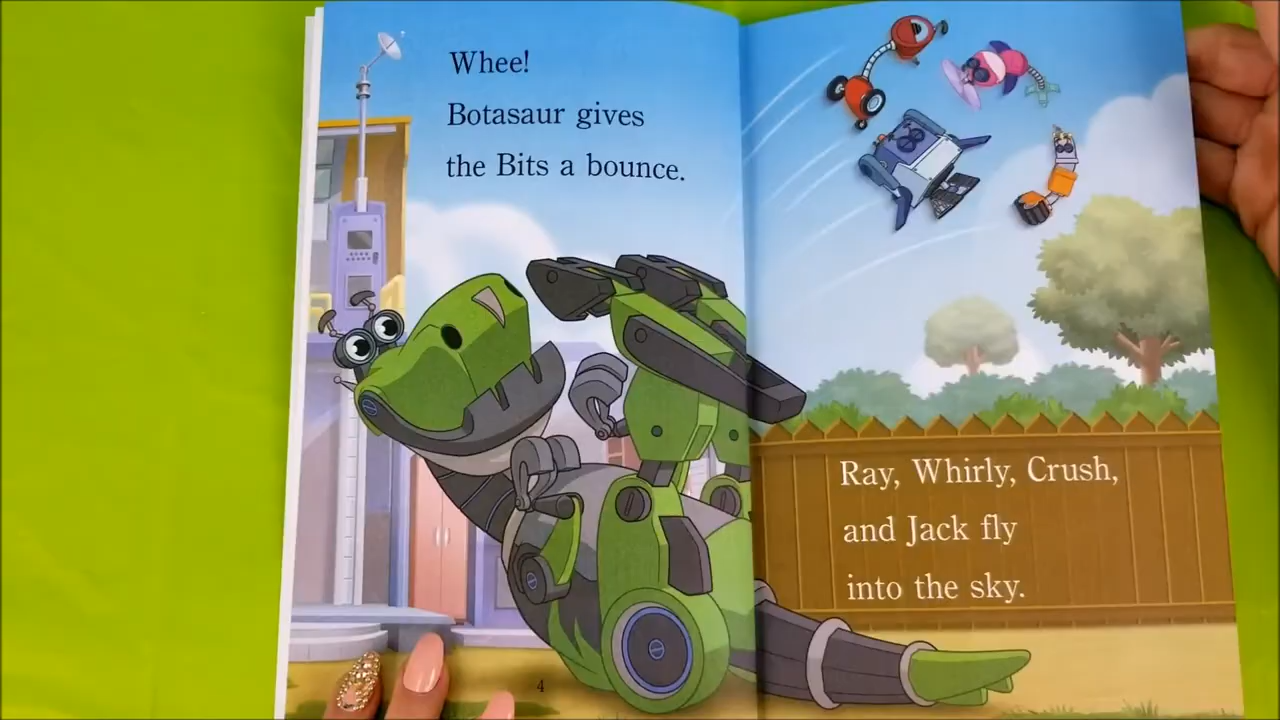 Whee!
Botasaur gives
the Bits a bounce.
4
Ray, Whirly, Crush,
and Jack fly
into the sky.